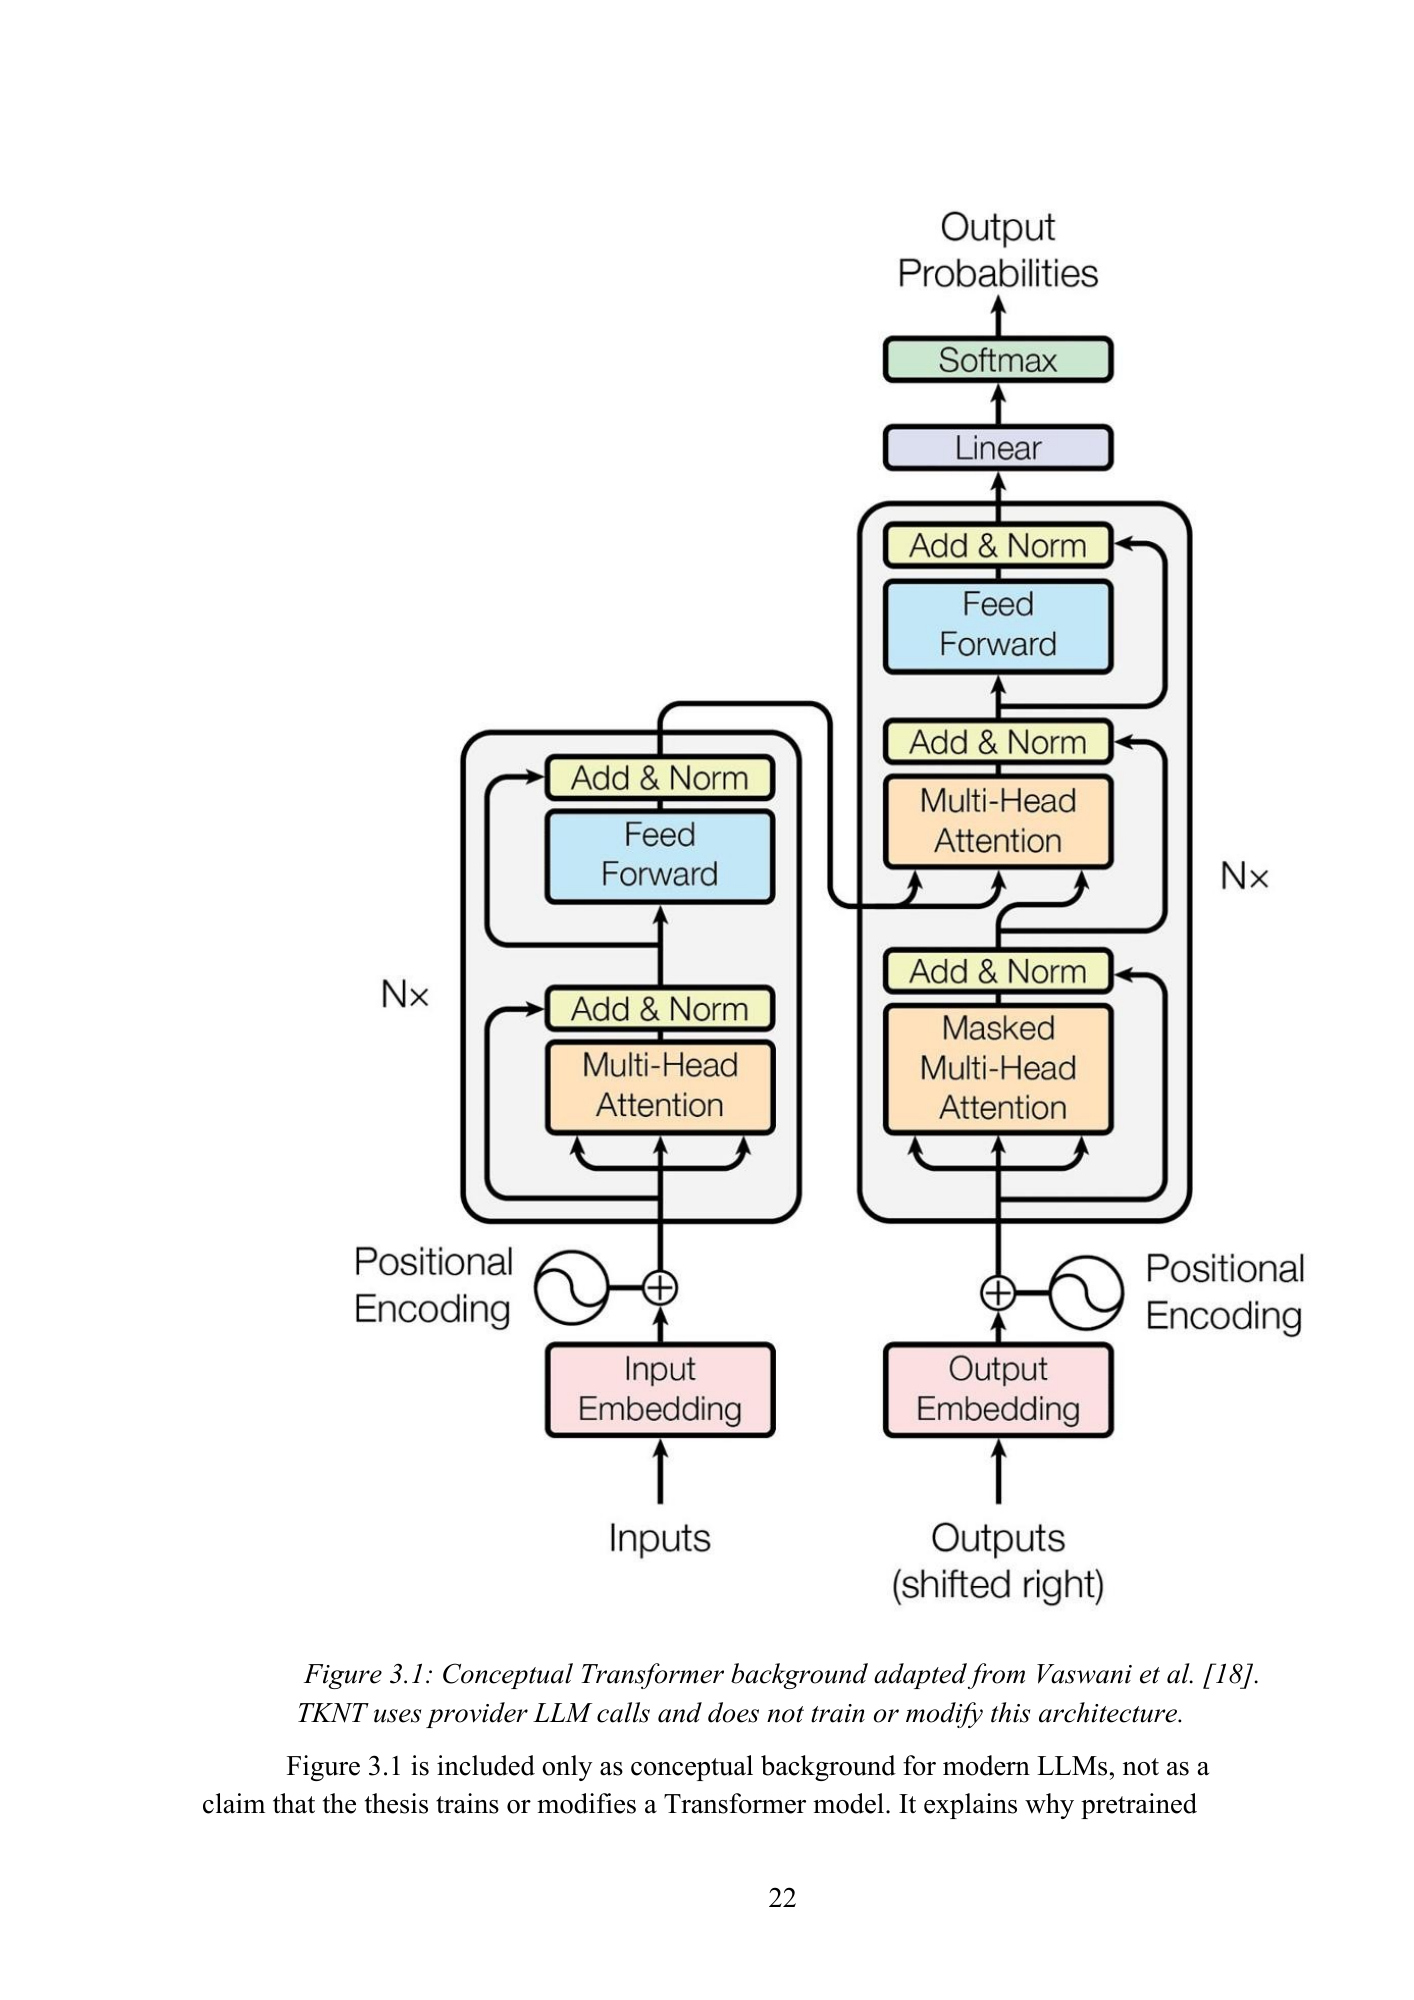 Output
Probabilities
Softmax
Linear
Add & Norm
Feed
Forward
Add & Norm
Multi-Head
Attention
Nx
Add & Norm
Masked
Multi-Head
Attention
Add & Norm
Feed
Forward
Nx
Add & Norm
Multi-Head
Attention
Positional
Encoding
Positional
Encoding
Input
Embedding
Output
Embedding
Inputs
Outputs
(shifted right)
Figure 3.1: Conceptual Transformer background adapted from Vaswani et al. [18].
TKNT uses provider LLM calls and does not train or modify this architecture.
Figure 3.1 is included only as conceptual background for modern LLMs, not as a
claim that the thesis trains or modifies a Transformer model. It explains why pretrained
22